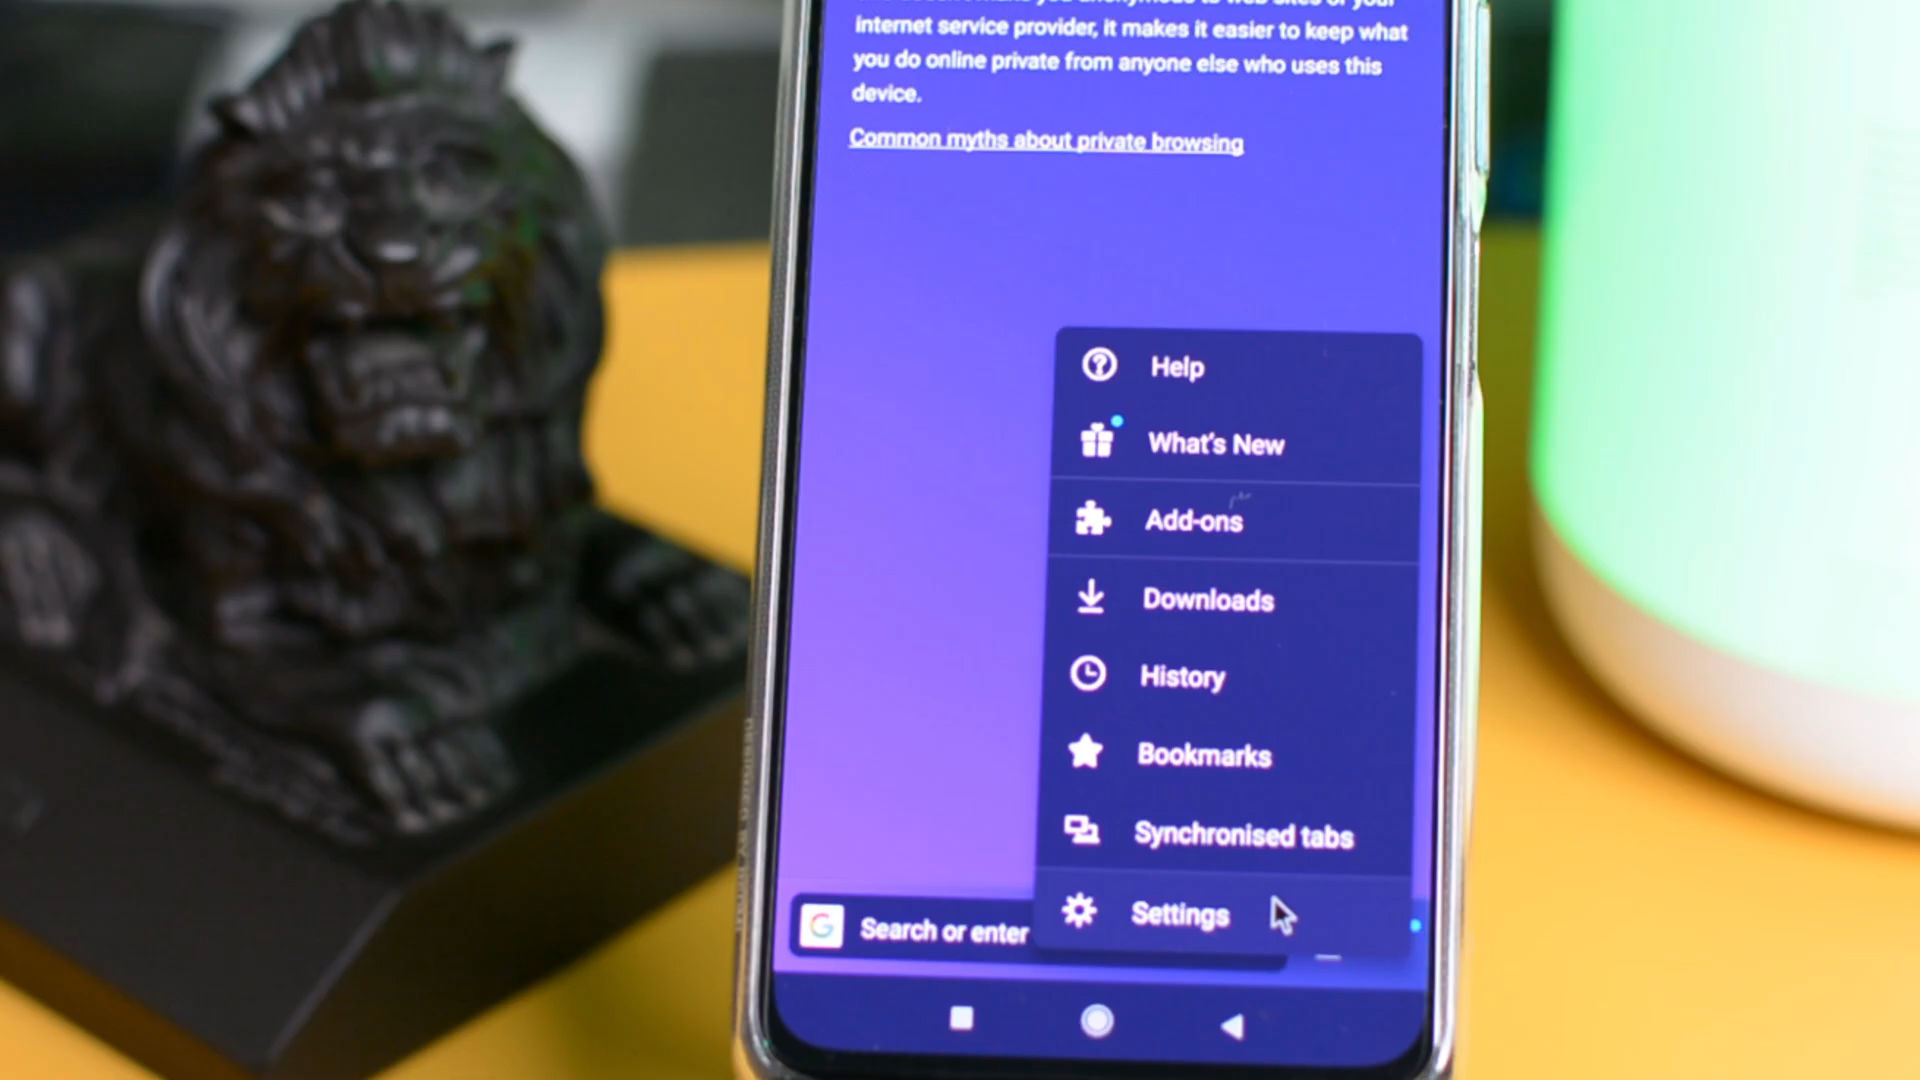 internet service provider, it makes it easier to keep what
you do online private from anyone else who uses this
device.
Common myths about private browsing
Help
What's New
Add-ons
Downloads
History
Bookmarks
Synchronised tabs
Settings
G
Search or enter